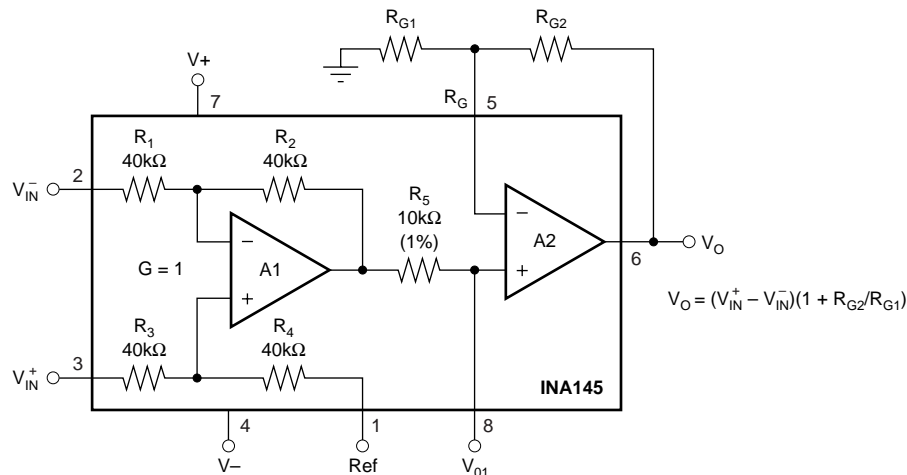 R_G1 R_G2
V+
7
R_G 5
R_1 40kΩ
R_2 40kΩ
2
V_IN^–
R_5 10kΩ (1%)
–
A2
+
6
V_O
–
G = 1
A1
+
V_O = (V_IN^+ – V_IN^–)(1 + R_G2/R_G1)
R_3 40kΩ
R_4 40kΩ
3
V_IN^+
INA145
4
1
8
V–
Ref
V_01